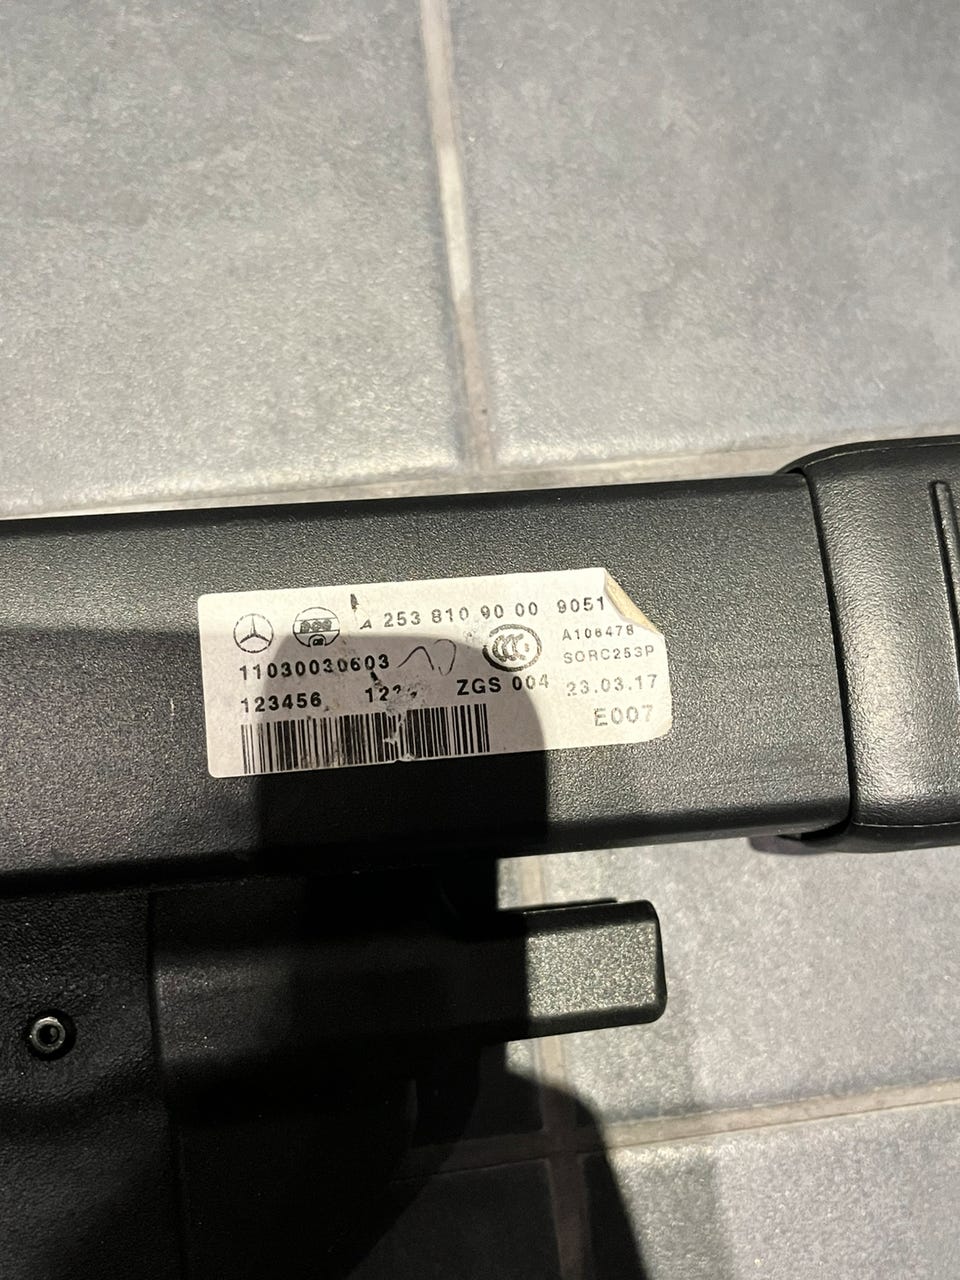 A 253 810 90 00 9051
11030030603
A106478
SORC253P
123456
ZGS 004
23.03.17
E007